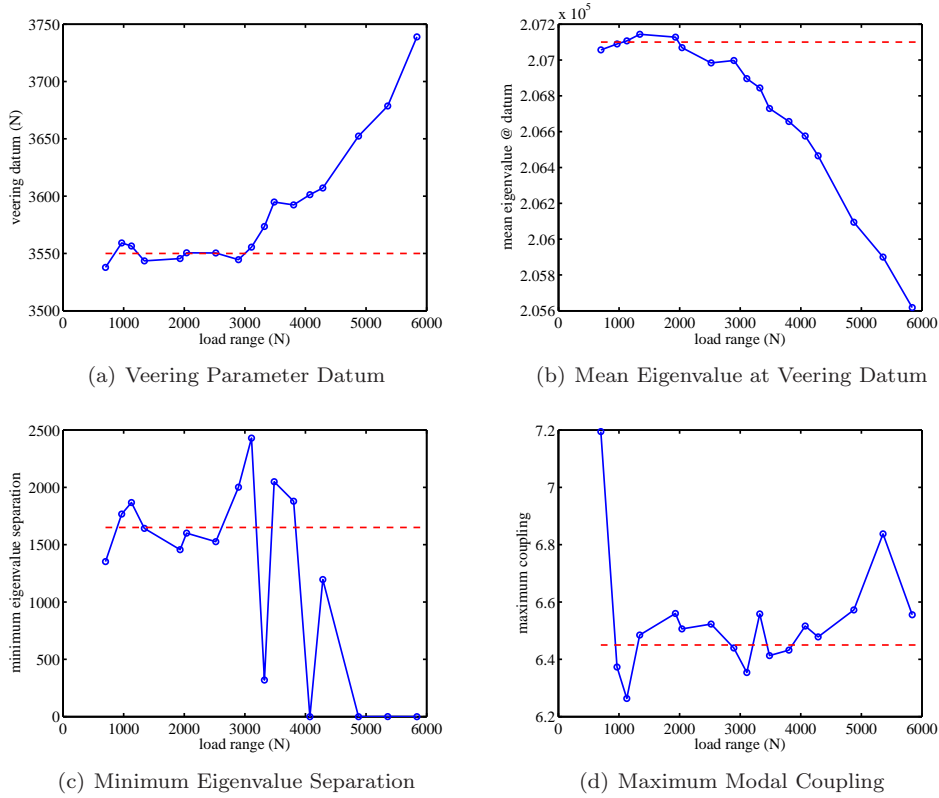 3750
3700
3650
3600
3550
3500
veering datum (N)
0 1000 2000 3000 4000 5000 6000
load range (N)
(a) Veering Parameter Datum
x 10^5
2.072
2.07
2.068
2.066
2.064
2.062
2.06
2.058
2.056
mean eigenvalue @ datum
0 1000 2000 3000 4000 5000 6000
load range (N)
(b) Mean Eigenvalue at Veering Datum
2500
2000
1500
1000
500
0
minimum eigenvalue separation
0 1000 2000 3000 4000 5000 6000
load range (N)
(c) Minimum Eigenvalue Separation
7.2
7
6.8
6.6
6.4
6.2
maximum coupling
0 1000 2000 3000 4000 5000 6000
load range (N)
(d) Maximum Modal Coupling